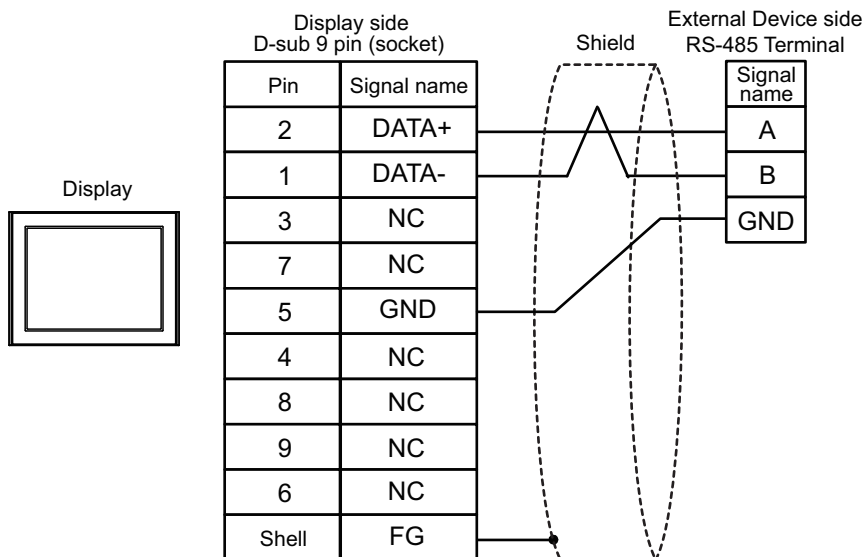 Display side
D-sub 9 pin (socket)
Shield
External Device side
RS-485 Terminal
Pin Signal name
Signal
name
2 DATA+
A
1 DATA-
B
Display
3 NC
GND
7 NC
5 GND
4 NC
8 NC
9 NC
6 NC
Shell FG